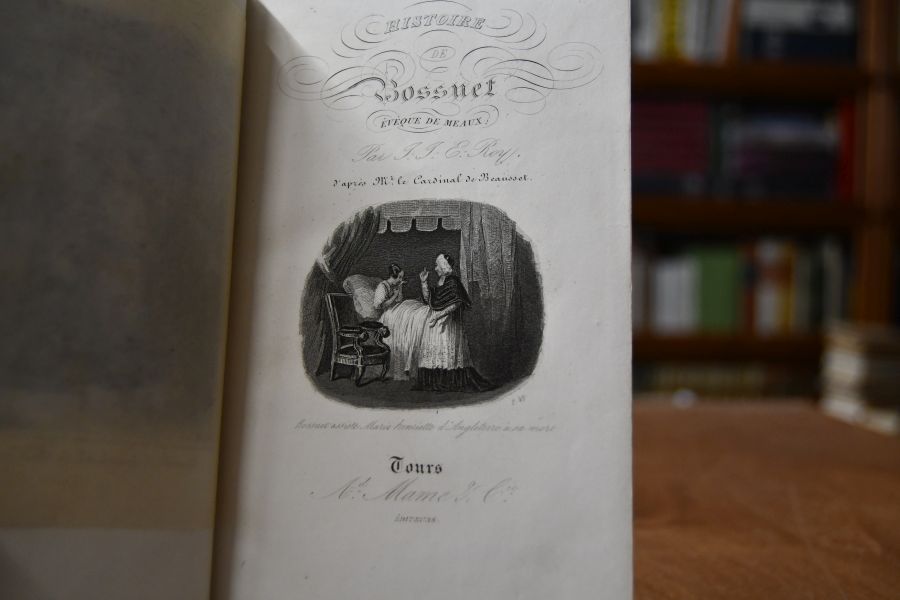 HISTOIRE
DE
Bossuet
ÉVÊQUE DE MEAUX,
Par J. J. E. Roy,
d'après Mr. le Cardinal de Beausset.
Bossuet assiste Marie henriette d'Angleterre à sa mort
Tours
Ad. Mame & Cie.
ÉDITEURS.